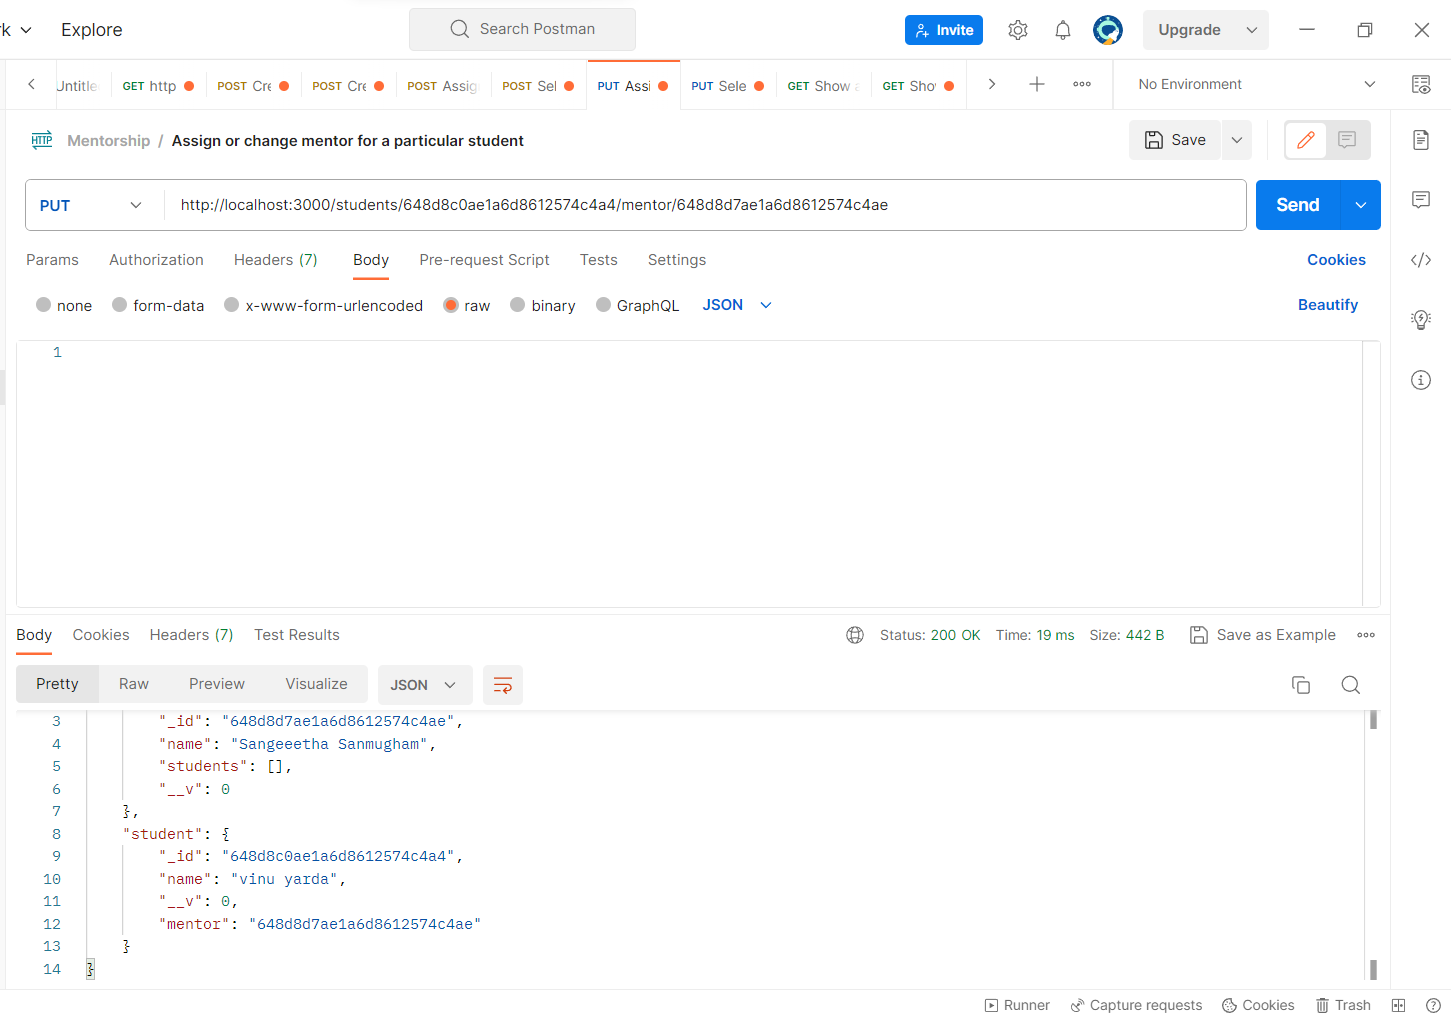 Explore
Search Postman
Invite
Upgrade
GET http
POST Cre
POST Cre
POST Assig
POST Sel
PUT Assi
PUT Sele
GET Show
GET Sho
No Environment
HTTP
Mentorship / Assign or change mentor for a particular student
Save
PUT
http://localhost:3000/students/648d8c0ae1a6d8612574c4a4/mentor/648d8d7ae1a6d8612574c4ae
Send
Params Authorization Headers (7) Body Pre-request Script Tests Settings
Cookies
none form-data x-www-form-urlencoded raw binary GraphQL JSON
Beautify
1
Body Cookies Headers (7) Test Results
Status: 200 OK Time: 19 ms Size: 442 B Save as Example
Pretty Raw Preview Visualize JSON
3 "_id": "648d8d7ae1a6d8612574c4ae",
4 "name": "Sangeeetha Sanmugham",
5 "students": [],
6 "__v": 0
7 },
8 "student": {
9 "_id": "648d8c0ae1a6d8612574c4a4",
10 "name": "vinu yarda",
11 "__v": 0,
12 "mentor": "648d8d7ae1a6d8612574c4ae"
13 }
14 }
Runner Capture requests Cookies Trash